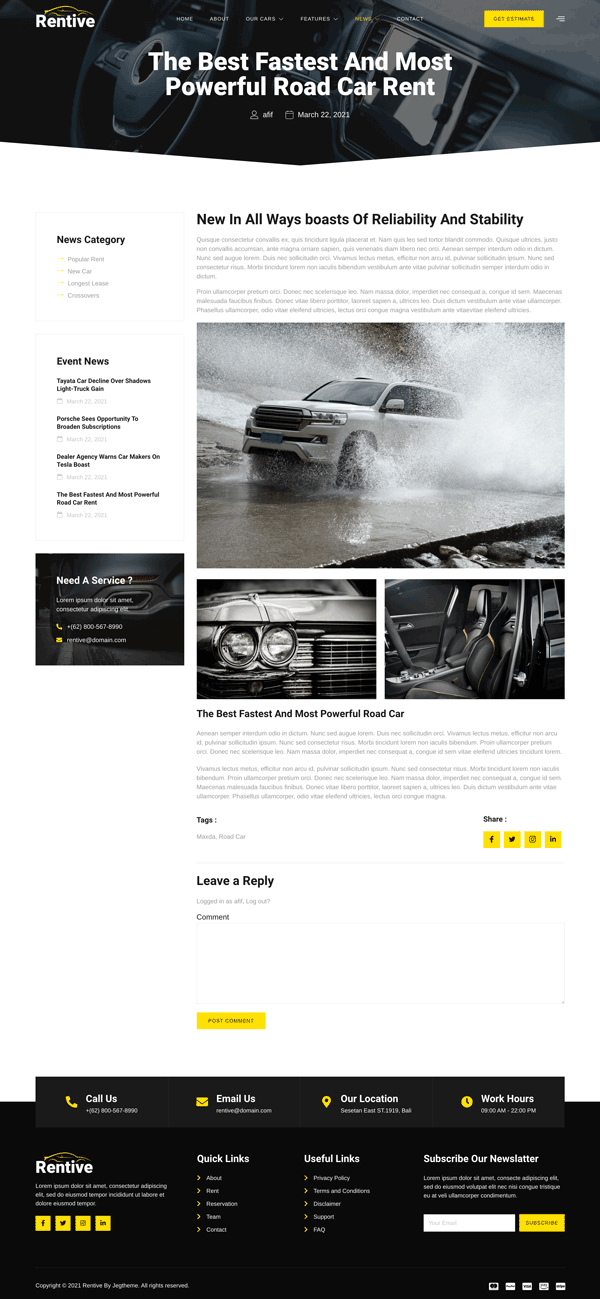 Rentive
HOME ABOUT OUR CARS FEATURES NEWS CONTACT
GET ESTIMATE
The Best Fastest And Most
Powerful Road Car Rent
afif March 22, 2021
News Category
Popular Rent
New Car
Longest Lease
Crossovers
Event News
Tayata Car Decline Over Shadows
Light-Truck Gain
March 22, 2021
Porsche Sees Opportunity To
Broaden Subscriptions
March 22, 2021
Dealer Agency Warns Car Makers On
Tesla Boast
March 22, 2021
The Best Fastest And Most Powerful
Road Car Rent
March 22, 2021
Need A Service ?
Lorem ipsum dolor sit amet,
consectetur adipiscing elit.
+(62) 800-567-8990
rentive@domain.com
New In All Ways boasts Of Reliability And Stability
Quisque consectetur convallis ex, quis tincidunt ligula placerat et. Nam quis leo sed tortor blandit commodo. Quisque ultrices, justo
non convallis accumsan, ante magna ornare sapien, quis venenatis diam libero nec orci. Aenean semper interdum odio in dictum.
Nunc sed augue lorem. Duis nec sollicitudin orci. Vivamus lectus metus, efficitur non arcu id, pulvinar sollicitudin ipsum. Nunc sed
consectetur risus. Morbi tincidunt lorem non iaculis bibendum vestibulum ante vitae pulvinar sollicitudin semper interdum odio in
dictum.
Proin ullamcorper pretium orci. Donec nec scelerisque leo. Nam massa dolor, imperdiet nec consequat a, congue id sem. Maecenas
malesuada faucibus finibus. Donec vitae libero porttitor, laoreet sapien a, ultrices leo. Duis dictum vestibulum ante vitae ullamcorper.
Phasellus ullamcorper, odio vitae eleifend ultricies, lectus orci congue magna vestibulum ante vitaevitae eleifend ultricies.
The Best Fastest And Most Powerful Road Car
Aenean semper interdum odio in dictum. Nunc sed augue lorem. Duis nec sollicitudin orci. Vivamus lectus metus, efficitur non arcu
id, pulvinar sollicitudin ipsum. Nunc sed consectetur risus. Morbi tincidunt lorem non iaculis bibendum. Proin ullamcorper pretium
orci. Donec nec scelerisque leo. Nam massa dolor, imperdiet nec consequat a, congue id sem vitae eleifend ultricies tincidunt lorem.
Vivamus lectus metus, efficitur non arcu id, pulvinar sollicitudin ipsum. Nunc sed consectetur risus. Morbi tincidunt lorem non iaculis
bibendum. Proin ullamcorper pretium orci. Donec nec scelerisque leo. Nam massa dolor, imperdiet nec consequat a, congue id sem.
Maecenas malesuada faucibus finibus. Donec vitae libero porttitor, laoreet sapien a, ultrices leo. Duis dictum vestibulum ante vitae
ullamcorper. Phasellus ullamcorper, odio vitae eleifend ultricies, lectus orci congue magna.
Tags :
Maxda, Road Car
Share :
Leave a Reply
Logged in as afif. Log out?
Comment
POST COMMENT
Call Us
+(62) 800-567-8990
Email Us
rentive@domain.com
Our Location
Sesetan East ST.1919, Bali
Work Hours
09:00 AM - 22:00 PM
Rentive
Lorem ipsum dolor sit amet, consectetur adipiscing
elit, sed do eiusmod tempor incididunt ut labore et
dolore eiusmod tempor.
Quick Links
About
Rent
Reservation
Team
Contact
Useful Links
Privacy Policy
Terms and Conditions
Disclaimer
Support
FAQ
Subscribe Our Newsletter
Lorem ipsum dolor sit amet, consecte adipiscing elit,
sed do eiusmod volutpat elit nec nisi congue tristique
eu at veli ullamcorper condimentum.
Your Email
SUBSCRIBE
Copyright © 2021 Rentive By Jegtheme. All rights reserved.